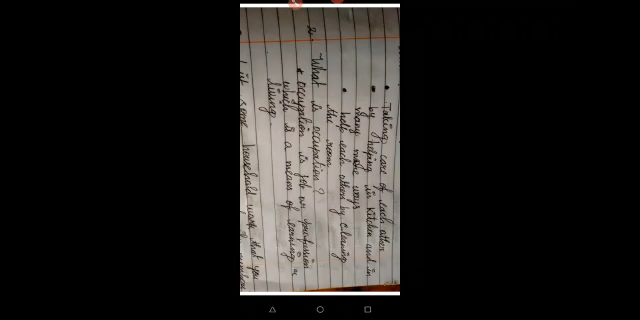 • Taking care of each other
• by helping in kitchen and in
many more ways
• help each other by cleaning
the room
2. What is occupation?
• occupation is job or profession
which is a means of earning a
living.
list some household work that you